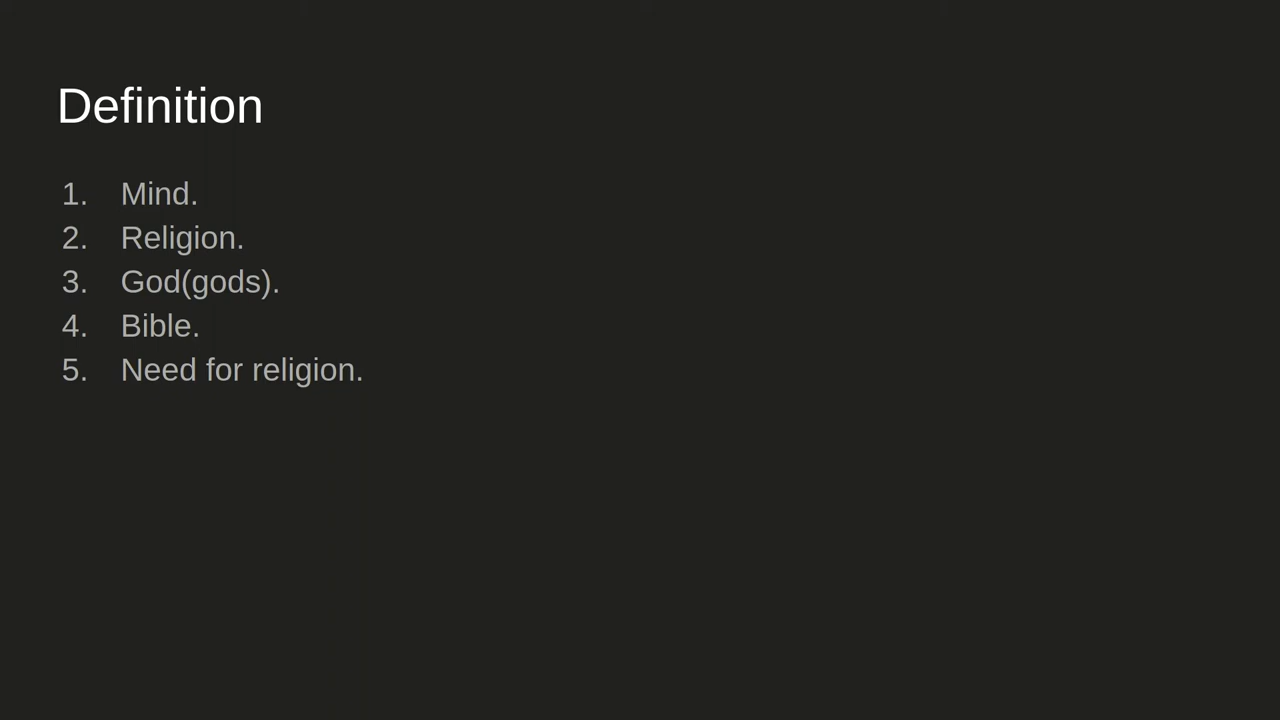 Definition
1. Mind.
2. Religion.
3. God(gods).
4. Bible.
5. Need for religion.